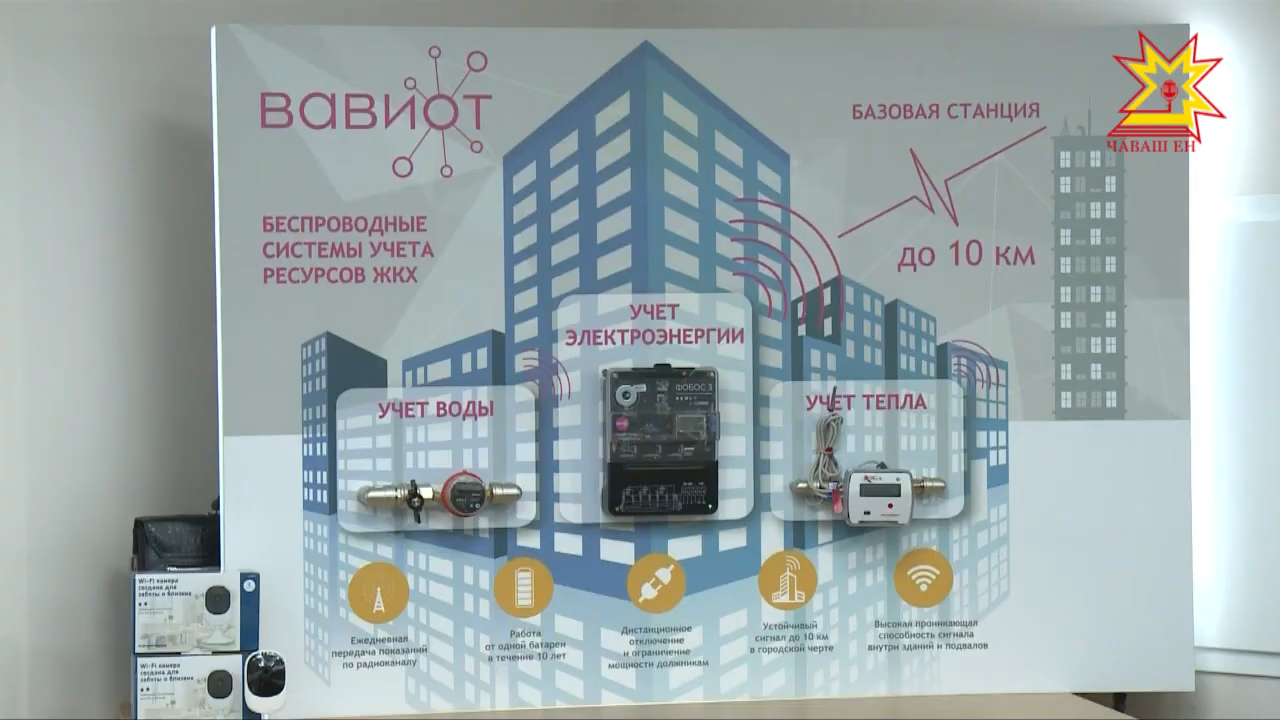 ВАВИОТ
БЕСПРОВОДНЫЕ
СИСТЕМЫ УЧЕТА
РЕСУРСОВ ЖКХ
БАЗОВАЯ СТАНЦИЯ
до 10 км
ЧӐВАШ ЕН
УЧЕТ
ЭЛЕКТРОЭНЕРГИИ
ФОБОС 3
УЧЕТ ВОДЫ
УЧЕТ ТЕПЛА
Ежедневная
передача показаний
по радиоканалу
Работа
от одной батареи
в течение 10 лет
Дистанционное
отключение
и ограничение
мощности должникам
Устойчивый
сигнал до 10 км
в городской черте
Высокая проникающая
способность сигнала
внутри зданий и подвалов
Wi-Fi камера
создана для
заботы о близких
Wi-Fi камера
создана для
заботы о близких